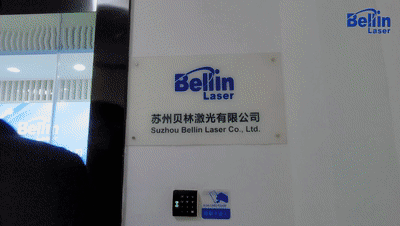 Bellin
Laser
Bellin
Laser
苏州贝林激光有限公司
Suzhou Bellin Laser Co., Ltd.
Bellin